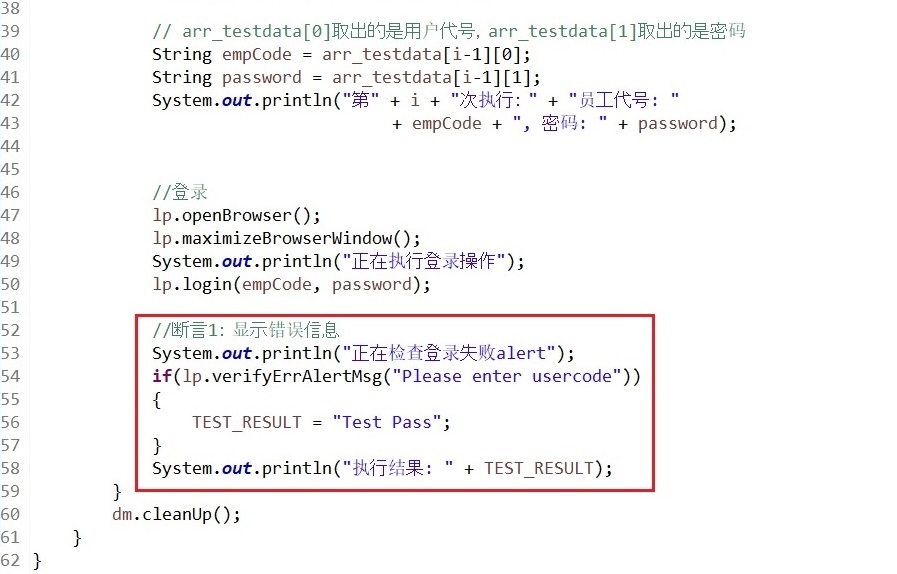 38
39 // arr_testdata[0]取出的是用户代号, arr_testdata[1]取出的是密码
40 String empCode = arr_testdata[i-1][0];
41 String password = arr_testdata[i-1][1];
42 System.out.println("第" + i + "次执行: " + "员工代号: "
43 + empCode + ", 密码: " + password);
44
45
46 //登录
47 lp.openBrowser();
48 lp.maximizeBrowserWindow();
49 System.out.println("正在执行登录操作");
50 lp.login(empCode, password);
51
52 //断言1: 显示错误信息
53 System.out.println("正在检查登录失败alert");
54 if(lp.verifyErrAlertMsg("Please enter usercode"))
55 {
56 TEST_RESULT = "Test Pass";
57 }
58 System.out.println("执行结果: " + TEST_RESULT);
59 }
60 dm.cleanUp();
61 }
62 }